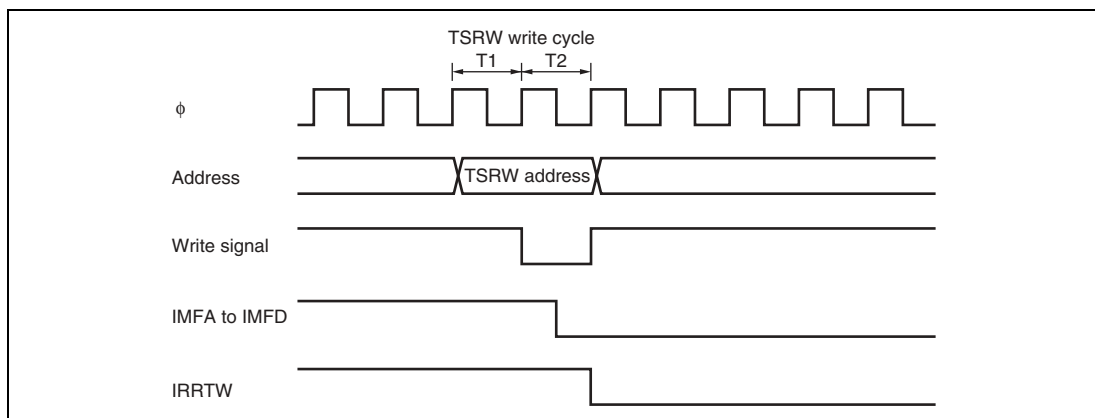 TSRW write cycle
T1 T2
ϕ
Address
TSRW address
Write signal
IMFA to IMFD
IRRTW